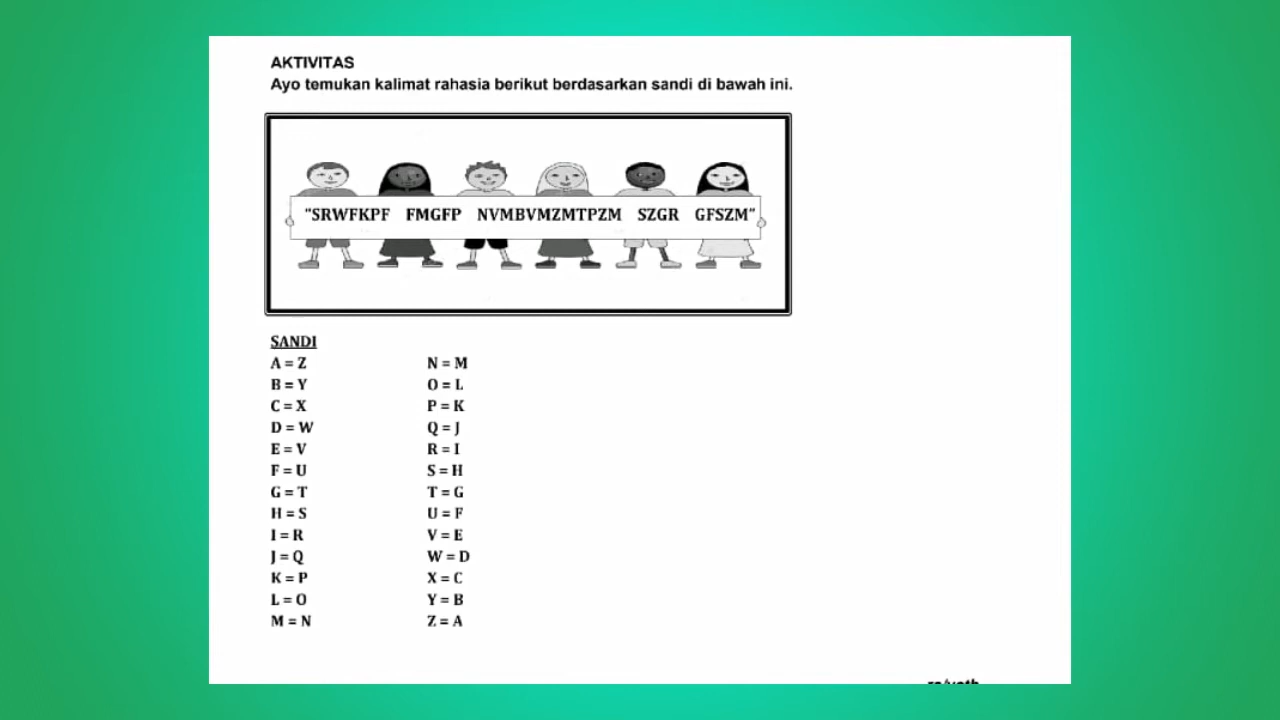 AKTIVITAS
Ayo temukan kalimat rahasia berikut berdasarkan sandi di bawah ini.
"SRWFKPF FMGFP NVMBVMZMTPZM SZGR GFSZM"
SANDI
A = Z
B = Y
C = X
D = W
E = V
F = U
G = T
H = S
I = R
J = Q
K = P
L = O
M = N
N = M
O = L
P = K
Q = J
R = I
S = H
T = G
U = F
V = E
W = D
X = C
Y = B
Z = A